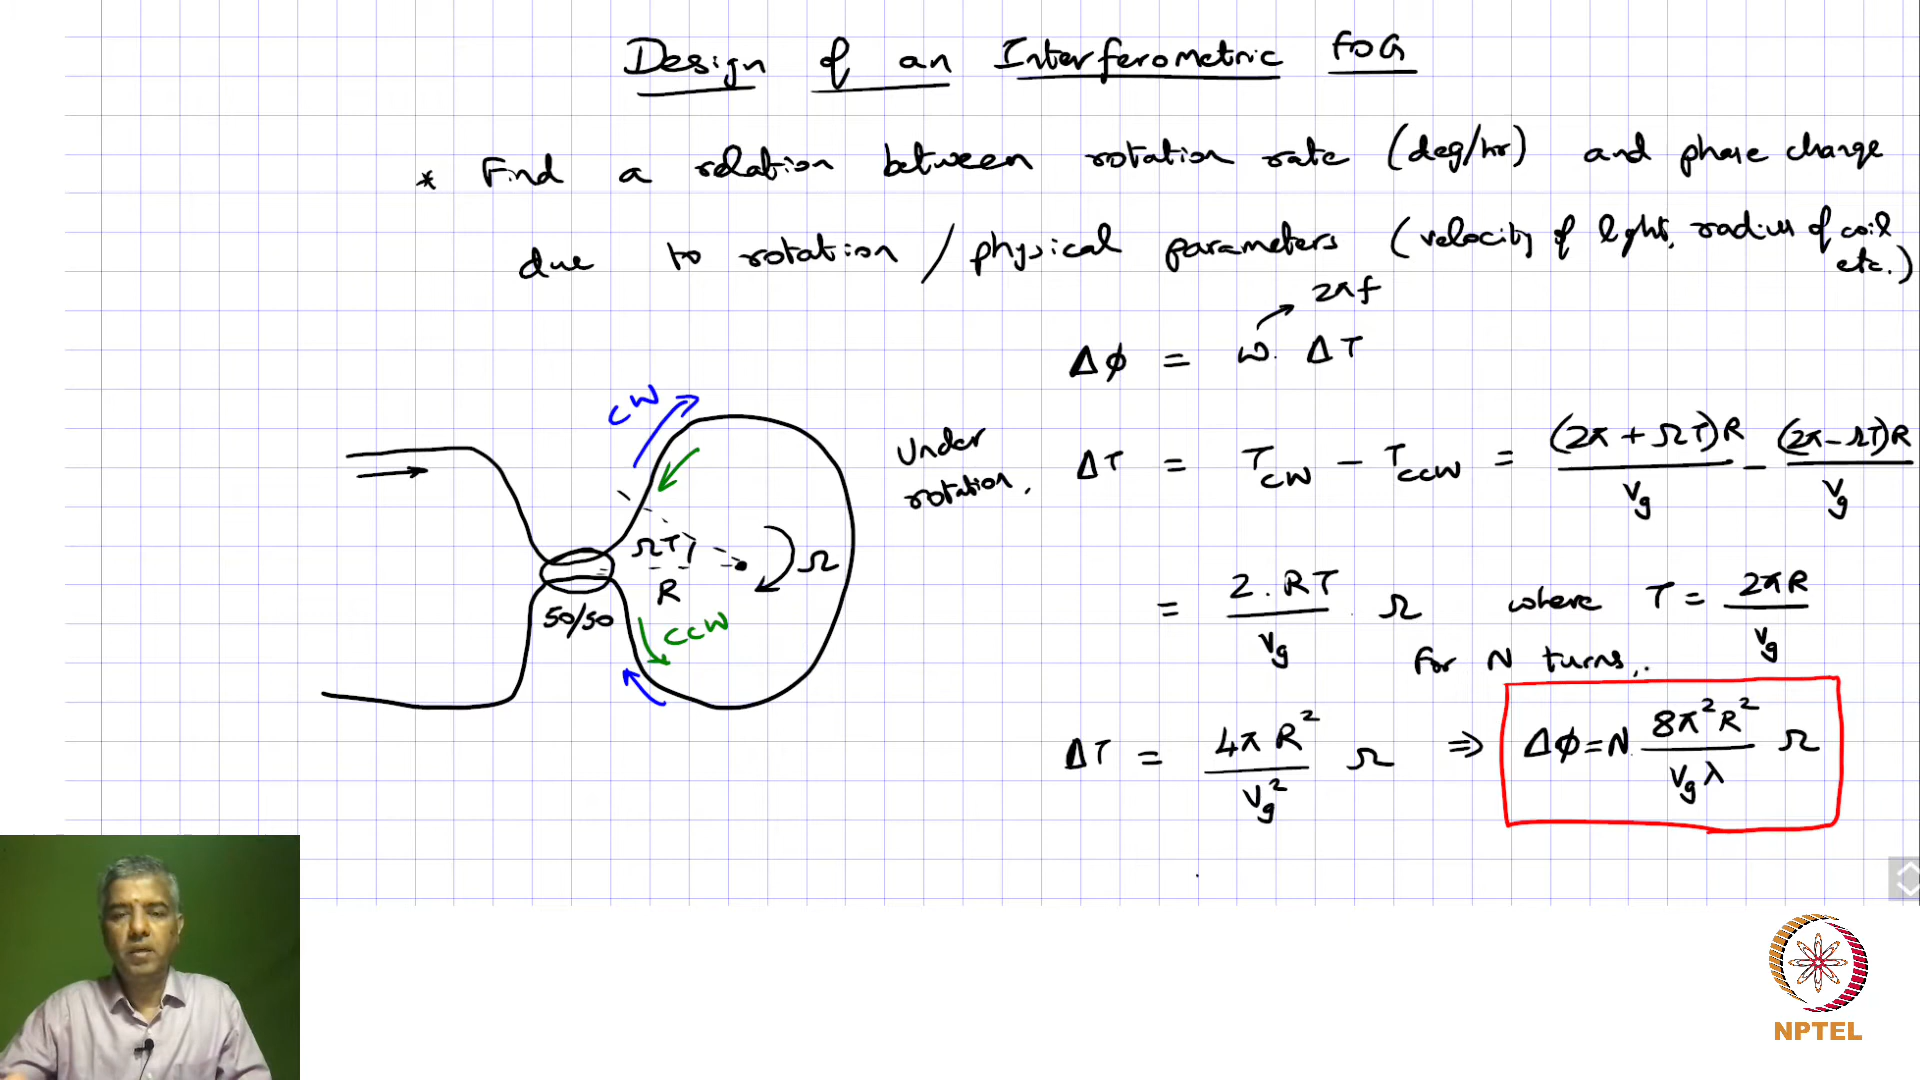 Design of an Interferometric FOG
* Find a relation between rotation rate (deg/hr) and phase change
due to rotation / physical parameters (velocity of light, radius of coil etc.)
2πf
Δφ = ω. ΔT
Under rotation, ΔT = T_CW − T_CCW = (2π + ΩT)R / v_g − (2π − ΩT)R / v_g
= 2. RT / v_g . Ω where T = 2πR / v_g
For N turns,
ΔT = 4πR² / v_g² Ω ⇒ Δφ = N. 8π²R² / v_g λ Ω
CW
ΩT
R
Ω
50/50
CCW
NPTEL